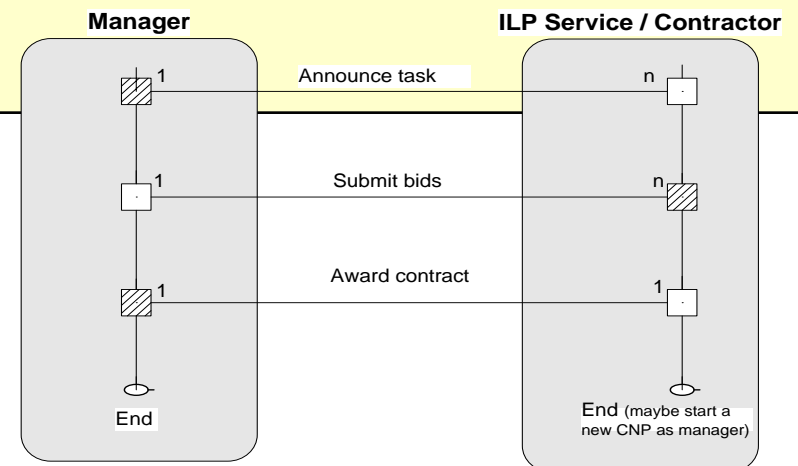 Manager
ILP Service / Contractor
1
Announce task
n
1
Submit bids
n
1
Award contract
1
End
End (maybe start a
new CNP as manager)